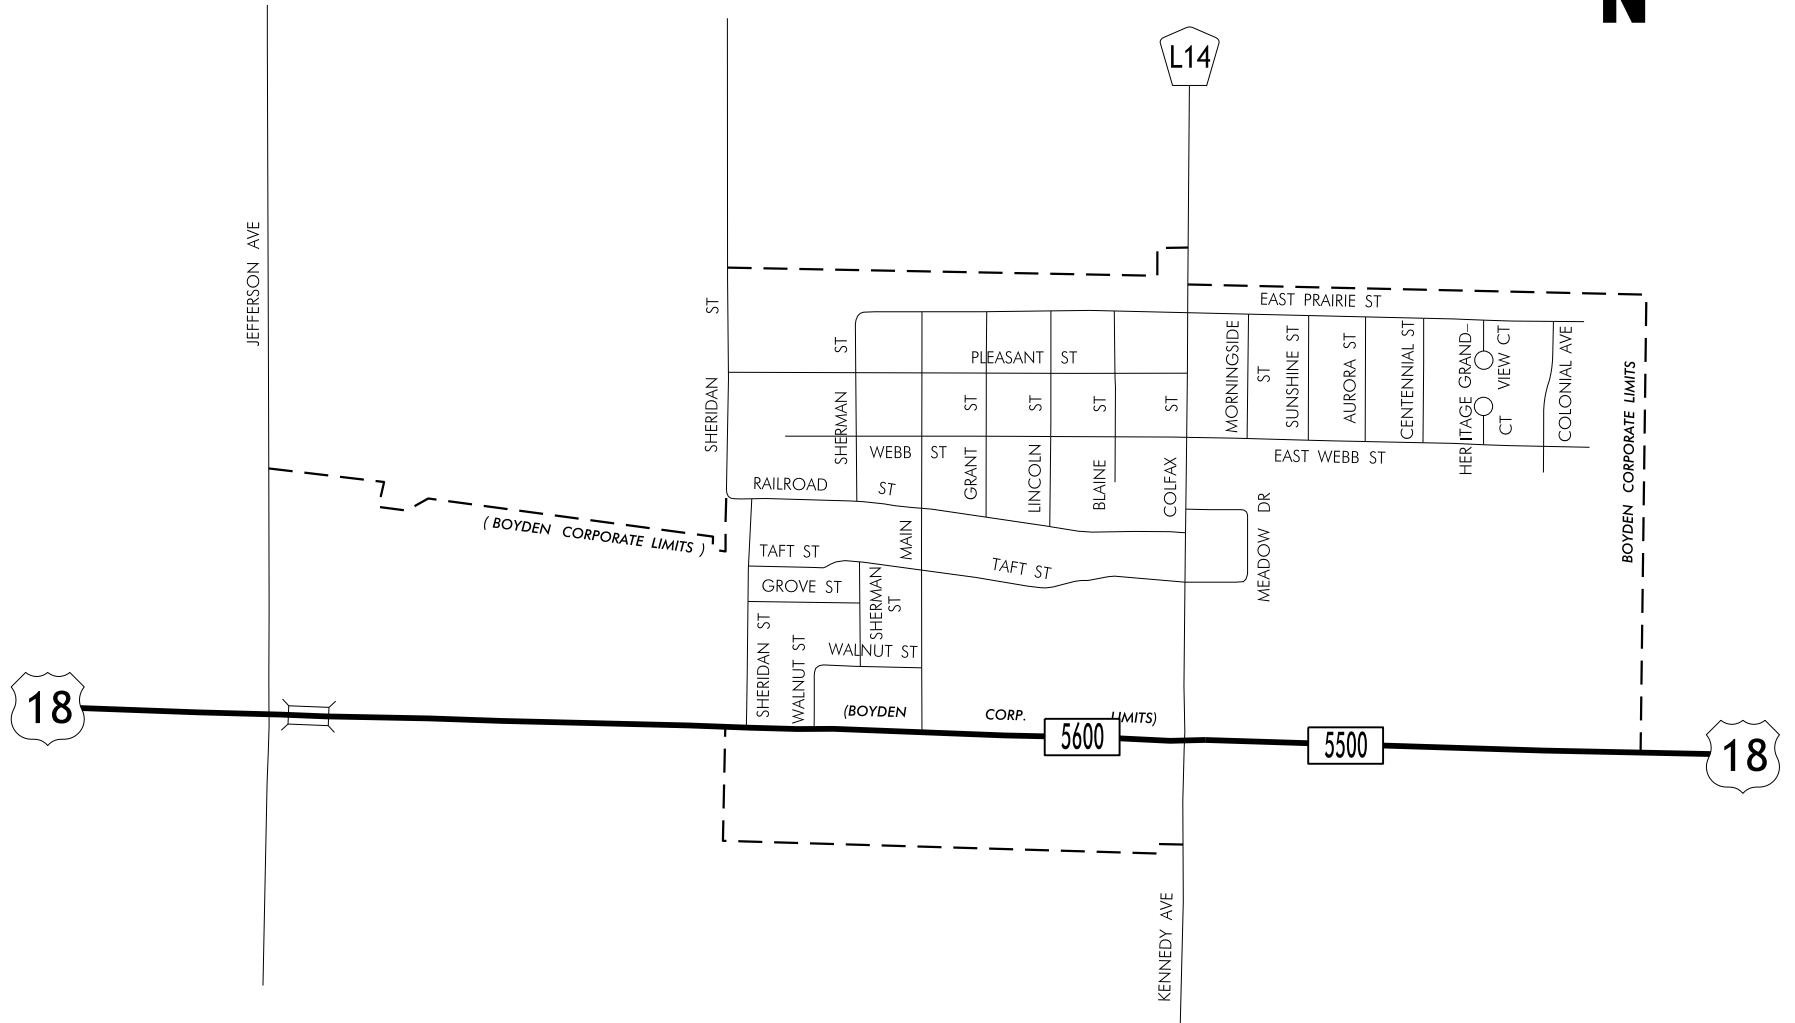 N
L14
JEFFERSON AVE
EAST PRAIRIE ST
SHERIDAN ST
SHERMAN ST
PLEASANT ST
GRANT ST
LINCOLN ST
BLAINE ST
COLFAX ST
MORNINGSIDE
ST
SUNSHINE ST
AURORA ST
CENTENNIAL ST
HERITAGE
CT
GRAND–
VIEW CT
COLONIAL AVE
BOYDEN CORPORATE LIMITS
WEBB ST
EAST WEBB ST
RAILROAD ST
(BOYDEN CORPORATE LIMITS)
MAIN
TAFT ST
TAFT ST
MEADOW DR
GROVE ST
SHERMAN
ST
SHERIDAN ST
WALNUT ST
WALNUT ST
(BOYDEN CORP. LIMITS)
18
5600
5500
18
KENNEDY AVE